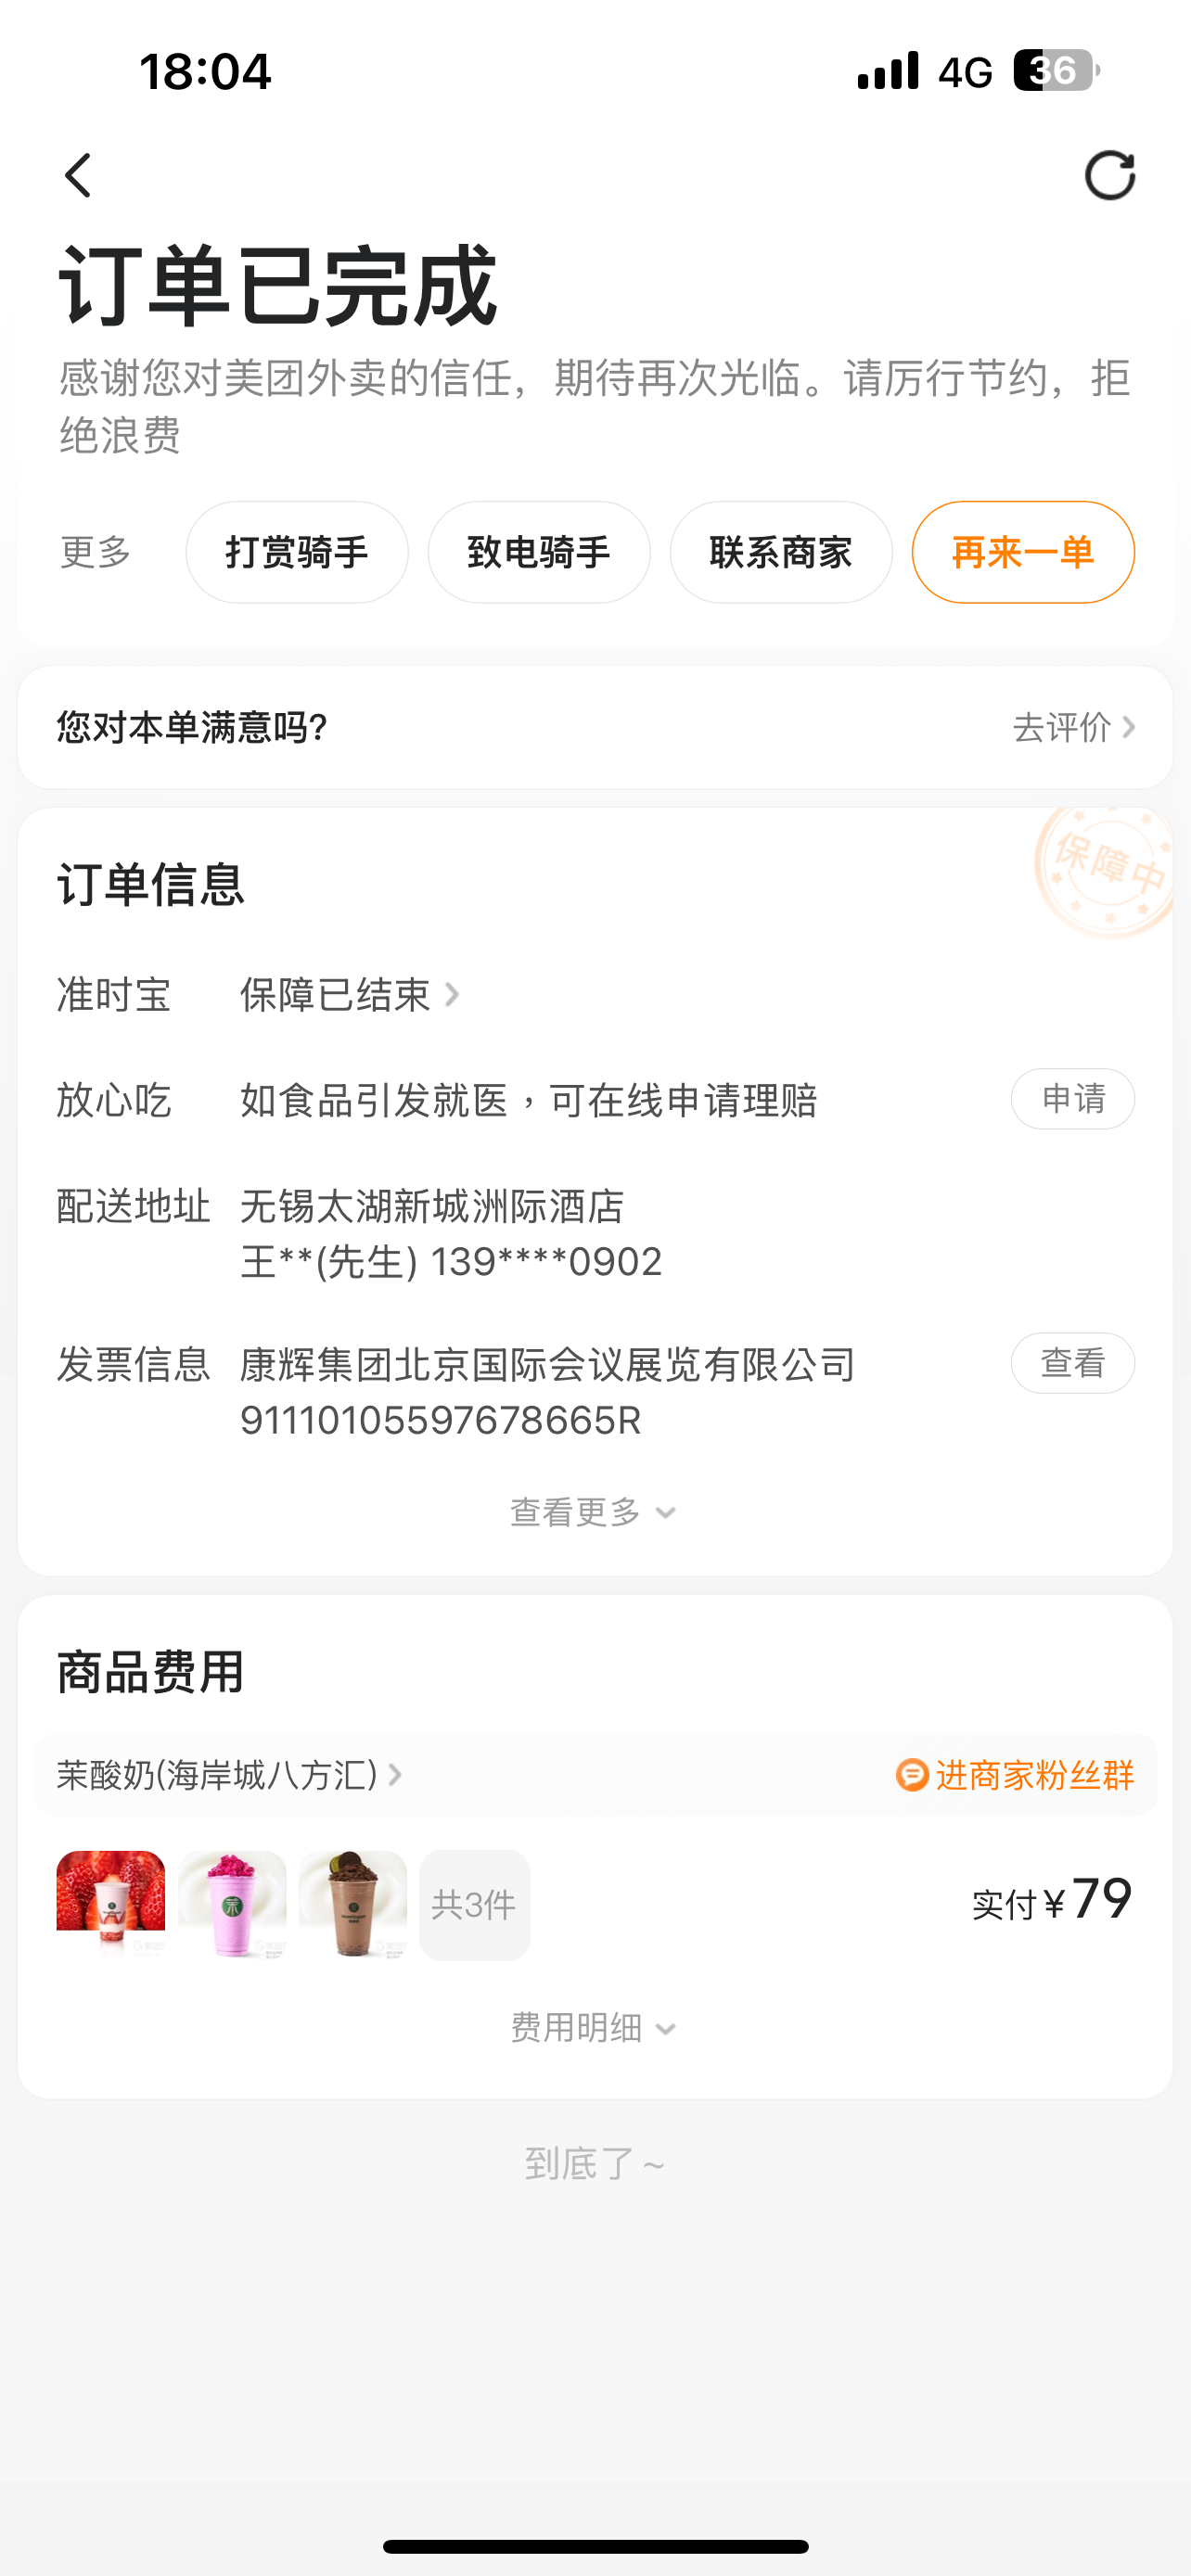 18:04
4G 36
订单已完成
感谢您对美团外卖的信任，期待再次光临。请厉行节约，拒
绝浪费
更多 打赏骑手 致电骑手 联系商家 再来一单
您对本单满意吗? 去评价
保障中
订单信息
准时宝 保障已结束
放心吃 如食品引发就医，可在线申请理赔 申请
配送地址 无锡太湖新城洲际酒店
王**(先生) 139****0902
发票信息 康辉集团北京国际会议展览有限公司 查看
91110105597678665R
查看更多
商品费用
茉酸奶(海岸城八方汇) 进商家粉丝群
茉
共3件 实付¥79
费用明细
到底了~